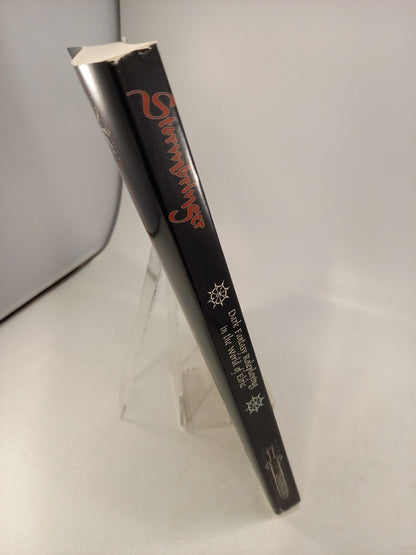 Stormbringer
Dark Fantasy Roleplaying
in the World of Elric